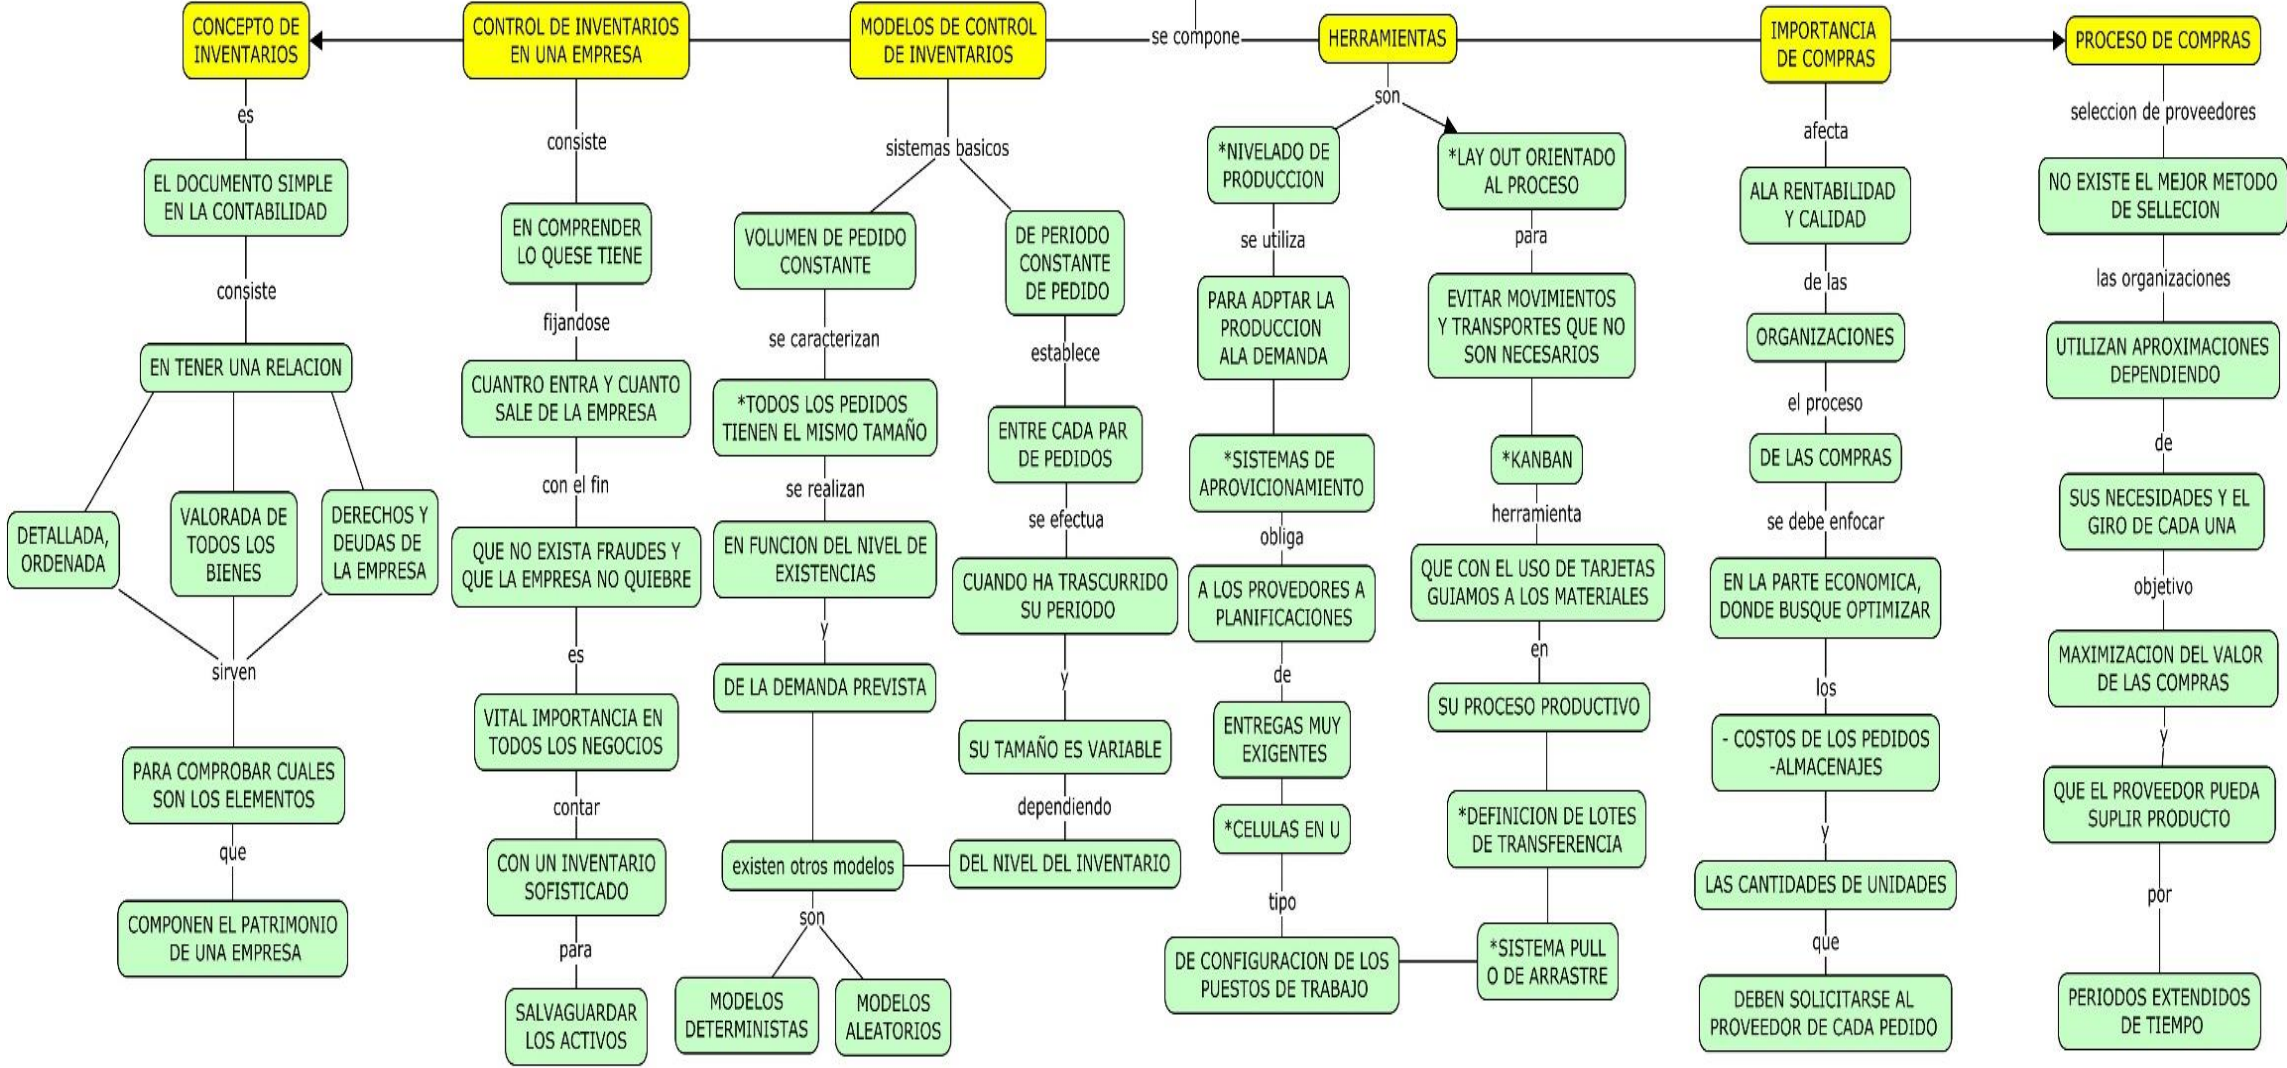 se compone
CONCEPTO DE
INVENTARIOS
es
EL DOCUMENTO SIMPLE
EN LA CONTABILIDAD
consiste
EN TENER UNA RELACION
DETALLADA,
ORDENADA
VALORADA DE
TODOS LOS
BIENES
DERECHOS Y
DEUDAS DE
LA EMPRESA
sirven
PARA COMPROBAR CUALES
SON LOS ELEMENTOS
que
COMPONEN EL PATRIMONIO
DE UNA EMPRESA
CONTROL DE INVENTARIOS
EN UNA EMPRESA
consiste
EN COMPRENDER
LO QUESE TIENE
fijandose
CUANTRO ENTRA Y CUANTO
SALE DE LA EMPRESA
con el fin
QUE NO EXISTA FRAUDES Y
QUE LA EMPRESA NO QUIEBRE
es
VITAL IMPORTANCIA EN
TODOS LOS NEGOCIOS
contar
CON UN INVENTARIO
SOFISTICADO
para
SALVAGUARDAR
LOS ACTIVOS
MODELOS DE CONTROL
DE INVENTARIOS
sistemas basicos
VOLUMEN DE PEDIDO
CONSTANTE
se caracterizan
*TODOS LOS PEDIDOS
TIENEN EL MISMO TAMAÑO
se realizan
EN FUNCION DEL NIVEL DE
EXISTENCIAS
y
DE LA DEMANDA PREVISTA
existen otros modelos
son
MODELOS
DETERMINISTAS
MODELOS
ALEATORIOS
DE PERIODO
CONSTANTE
DE PEDIDO
establece
ENTRE CADA PAR
DE PEDIDOS
se efectua
CUANDO HA TRASCURRIDO
SU PERIODO
y
SU TAMAÑO ES VARIABLE
dependiendo
DEL NIVEL DEL INVENTARIO
HERRAMIENTAS
son
*NIVELADO DE
PRODUCCION
se utiliza
PARA ADPTAR LA
PRODUCCION
ALA DEMANDA
*SISTEMAS DE
APROVICIONAMIENTO
obliga
A LOS PROVEDORES A
PLANIFICACIONES
de
ENTREGAS MUY
EXIGENTES
*CELULAS EN U
tipo
DE CONFIGURACION DE LOS
PUESTOS DE TRABAJO
*LAY OUT ORIENTADO
AL PROCESO
para
EVITAR MOVIMIENTOS
Y TRANSPORTES QUE NO
SON NECESARIOS
*KANBAN
herramienta
QUE CON EL USO DE TARJETAS
GUIAMOS A LOS MATERIALES
en
SU PROCESO PRODUCTIVO
*DEFINICION DE LOTES
DE TRANSFERENCIA
*SISTEMA PULL
O DE ARRASTRE
IMPORTANCIA
DE COMPRAS
afecta
ALA RENTABILIDAD
Y CALIDAD
de las
ORGANIZACIONES
el proceso
DE LAS COMPRAS
se debe enfocar
EN LA PARTE ECONOMICA,
DONDE BUSQUE OPTIMIZAR
los
- COSTOS DE LOS PEDIDOS
-ALMACENAJES
y
LAS CANTIDADES DE UNIDADES
que
DEBEN SOLICITARSE AL
PROVEEDOR DE CADA PEDIDO
PROCESO DE COMPRAS
seleccion de proveedores
NO EXISTE EL MEJOR METODO
DE SELLECION
las organizaciones
UTILIZAN APROXIMACIONES
DEPENDIENDO
de
SUS NECESIDADES Y EL
GIRO DE CADA UNA
objetivo
MAXIMIZACION DEL VALOR
DE LAS COMPRAS
y
QUE EL PROVEEDOR PUEDA
SUPLIR PRODUCTO
por
PERIODOS EXTENDIDOS
DE TIEMPO